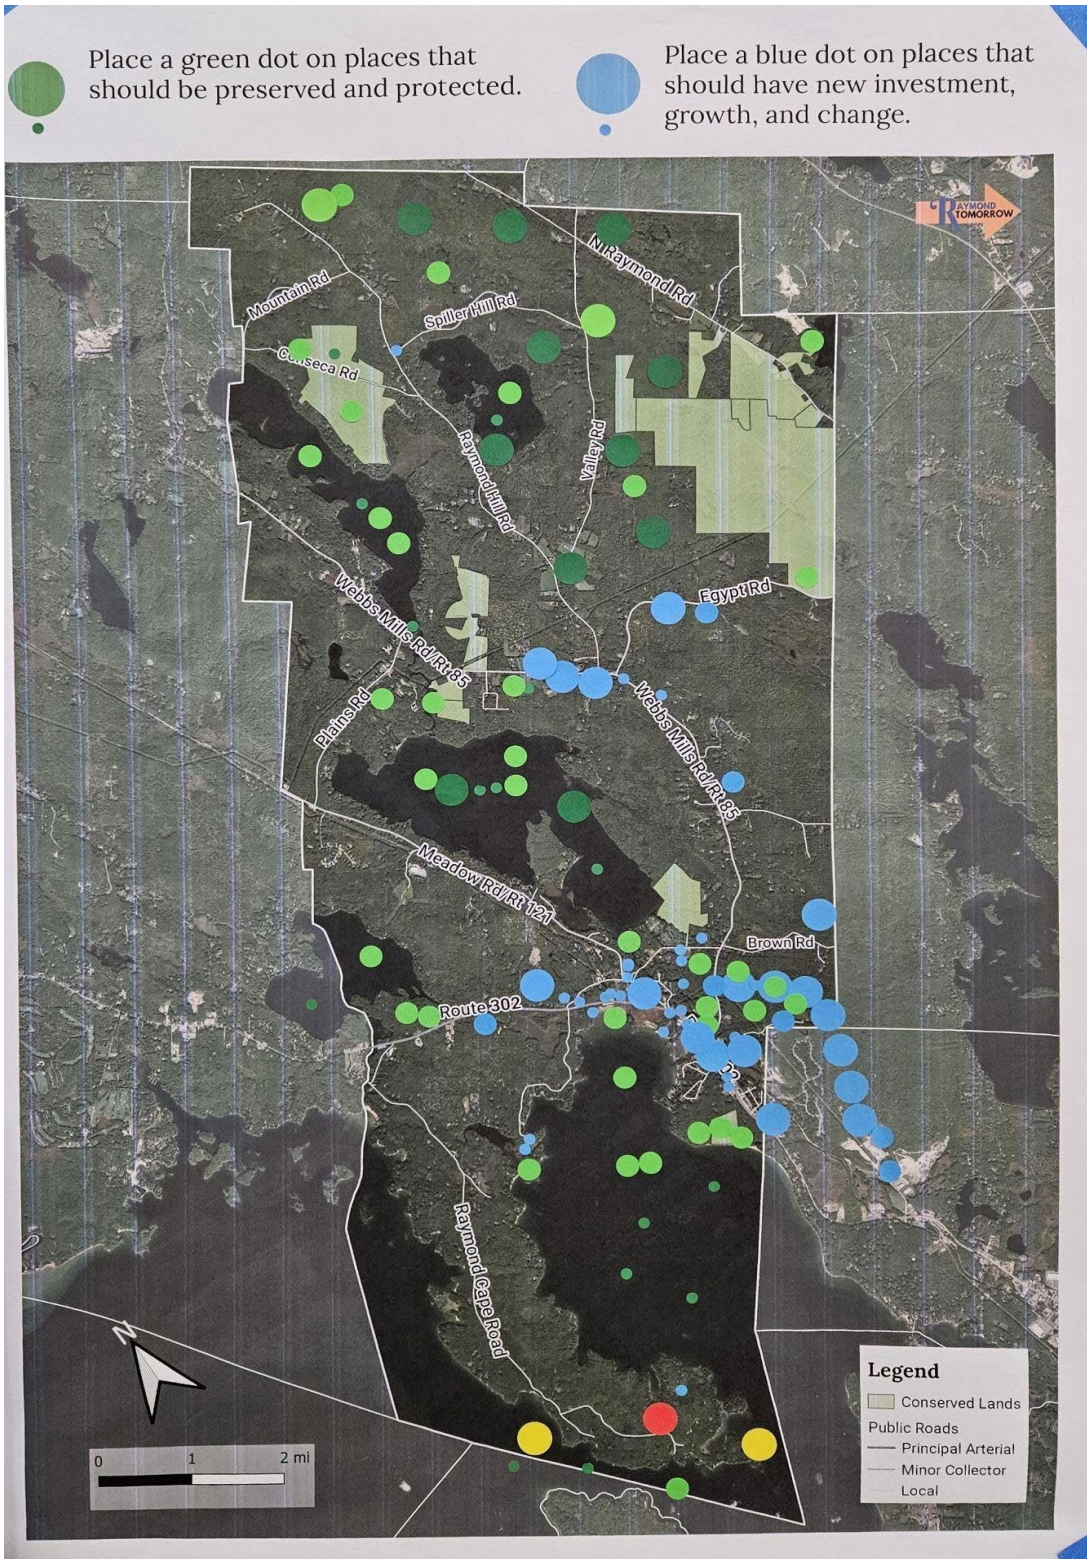 Place a green dot on places that
should be preserved and protected.
Place a blue dot on places that
should have new investment,
growth, and change.
RAYMOND
TOMORROW
N Raymond Rd
Mountain Rd
Spiller Hill Rd
Conseca Rd
Valley Rd
Raymond Hill Rd
Egypt Rd
Webbs Mills Rd/Rt 85
Plains Rd
Webbs Mills Rd/Rt 85
Meadow Rd/Rt 121
Brown Rd
Route 302
Raymond Cape Road
N
0 1 2 mi
Legend
Conserved Lands
Public Roads
Principal Arterial
Minor Collector
Local